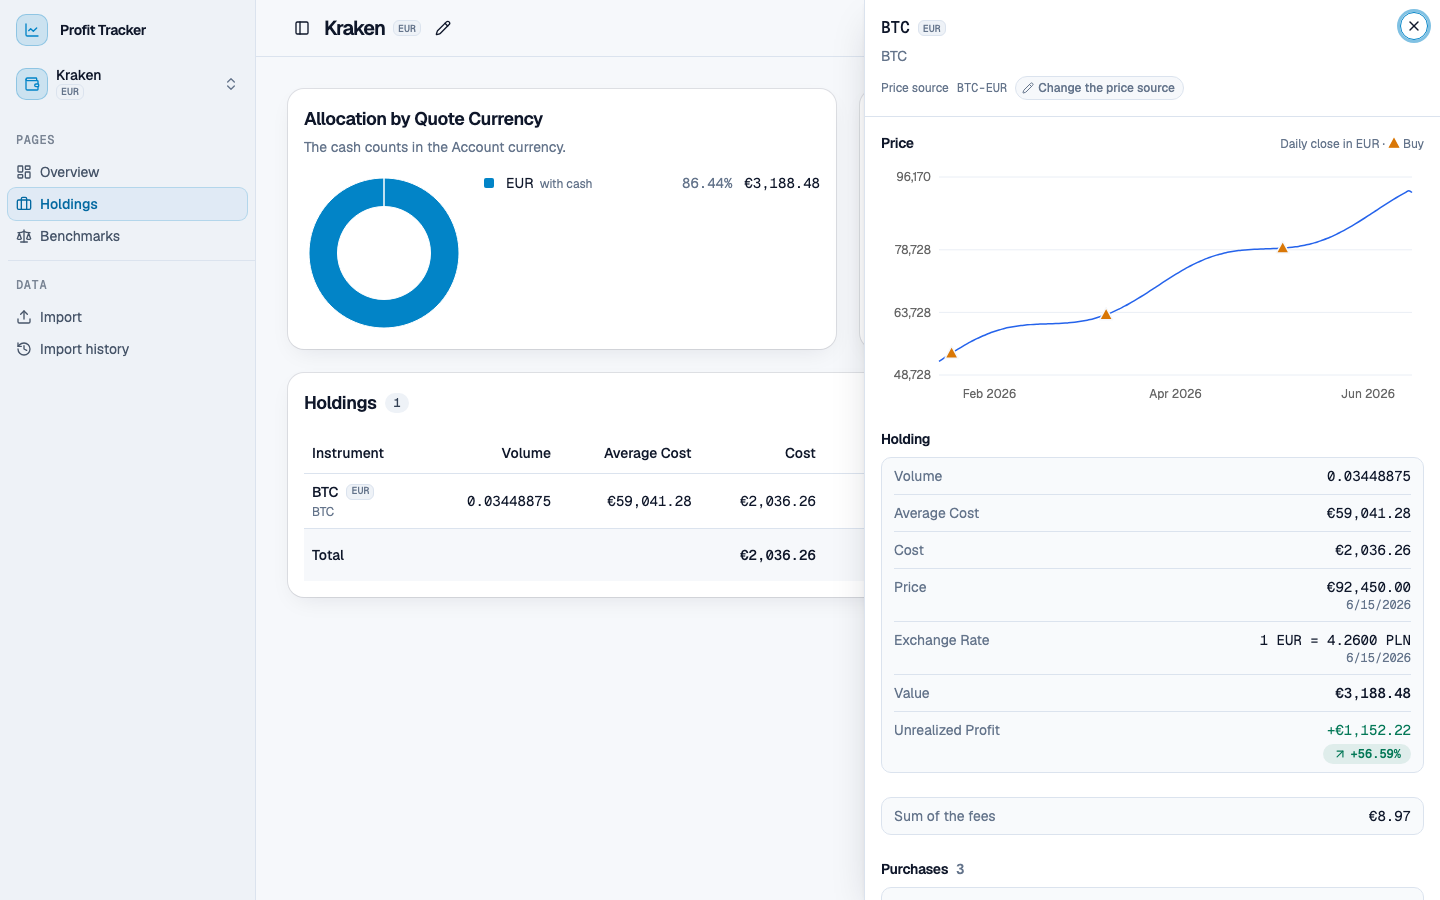 Profit Tracker
Kraken
EUR
PAGES
Overview
Holdings
Benchmarks
DATA
Import
Import history
Kraken EUR
Allocation by Quote Currency
The cash counts in the Account currency.
EUR with cash 86.44% €3,188.48
Holdings 1
Instrument Volume Average Cost Cost
BTC EUR
BTC
0.03448875 €59,041.28 €2,036.26
Total €2,036.26
BTC EUR
BTC
Price source BTC-EUR Change the price source
Price Daily close in EUR · Buy
96,170
78,728
63,728
48,728
Feb 2026 Apr 2026 Jun 2026
Holding
Volume 0.03448875
Average Cost €59,041.28
Cost €2,036.26
Price €92,450.00
6/15/2026
Exchange Rate 1 EUR = 4.2600 PLN
6/15/2026
Value €3,188.48
Unrealized Profit +€1,152.22
+56.59%
Sum of the fees €8.97
Purchases 3